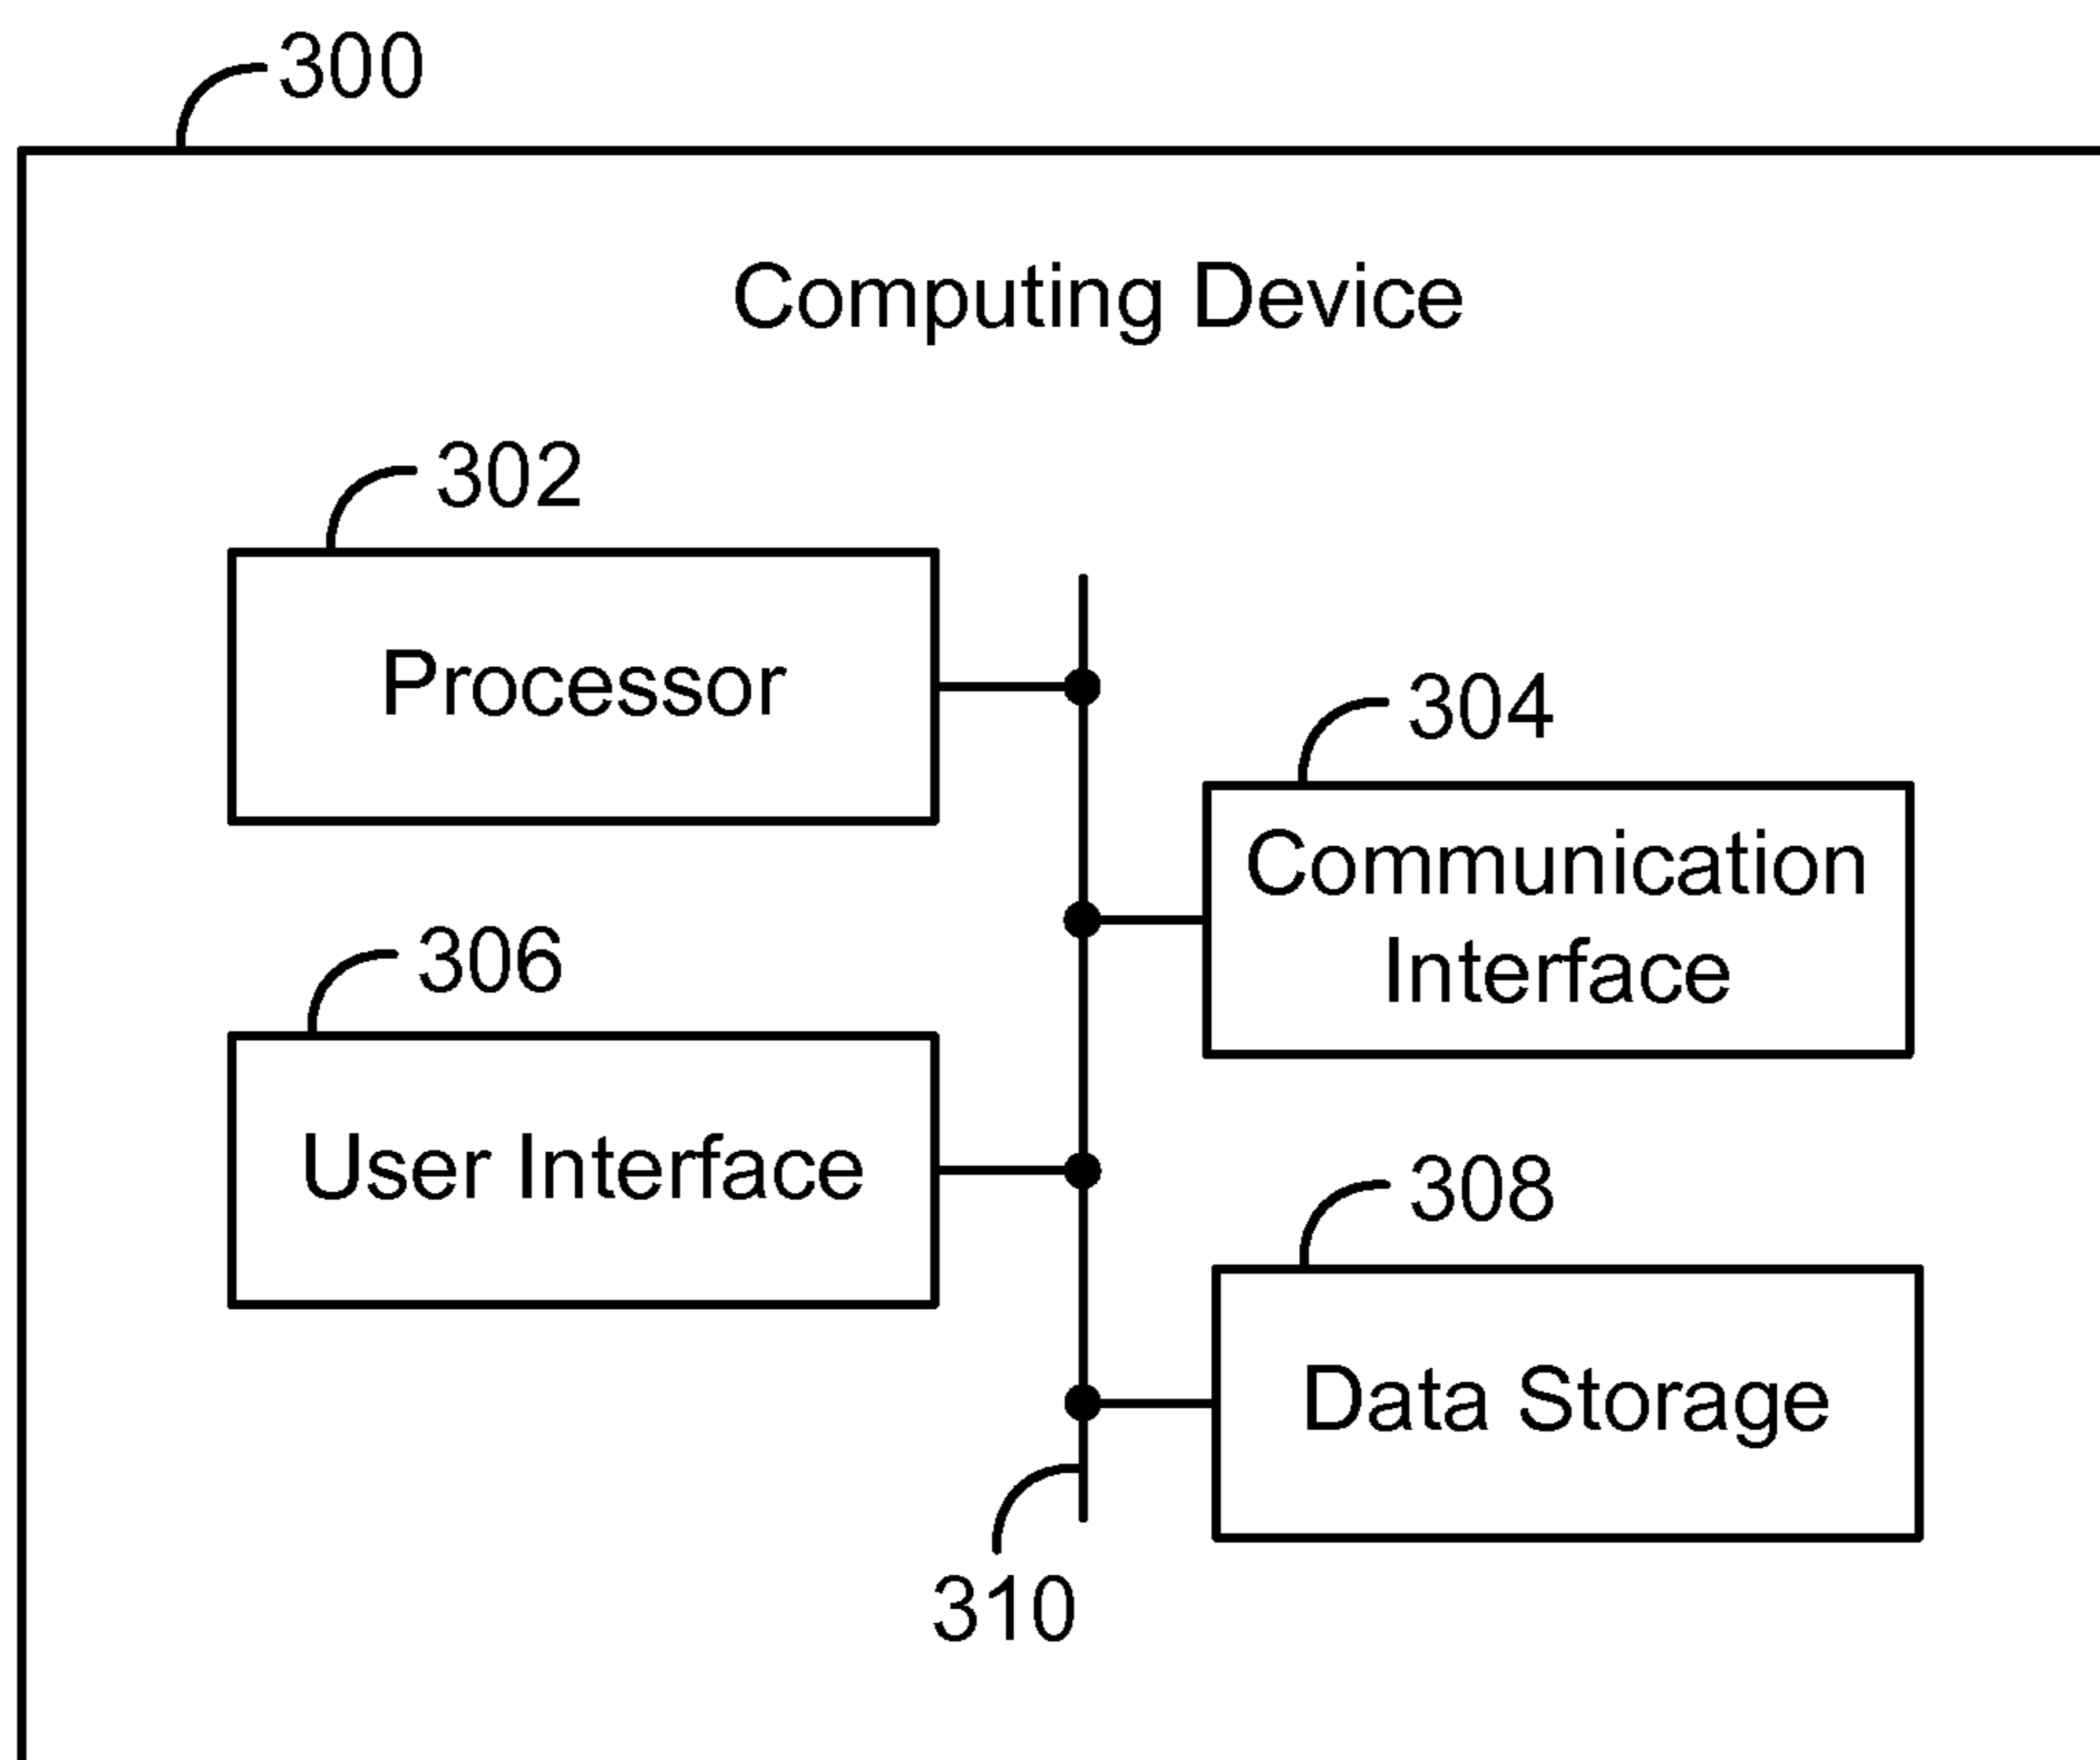 300
Computing Device
302
Processor
304
Communication
Interface
306
User Interface
308
Data Storage
310